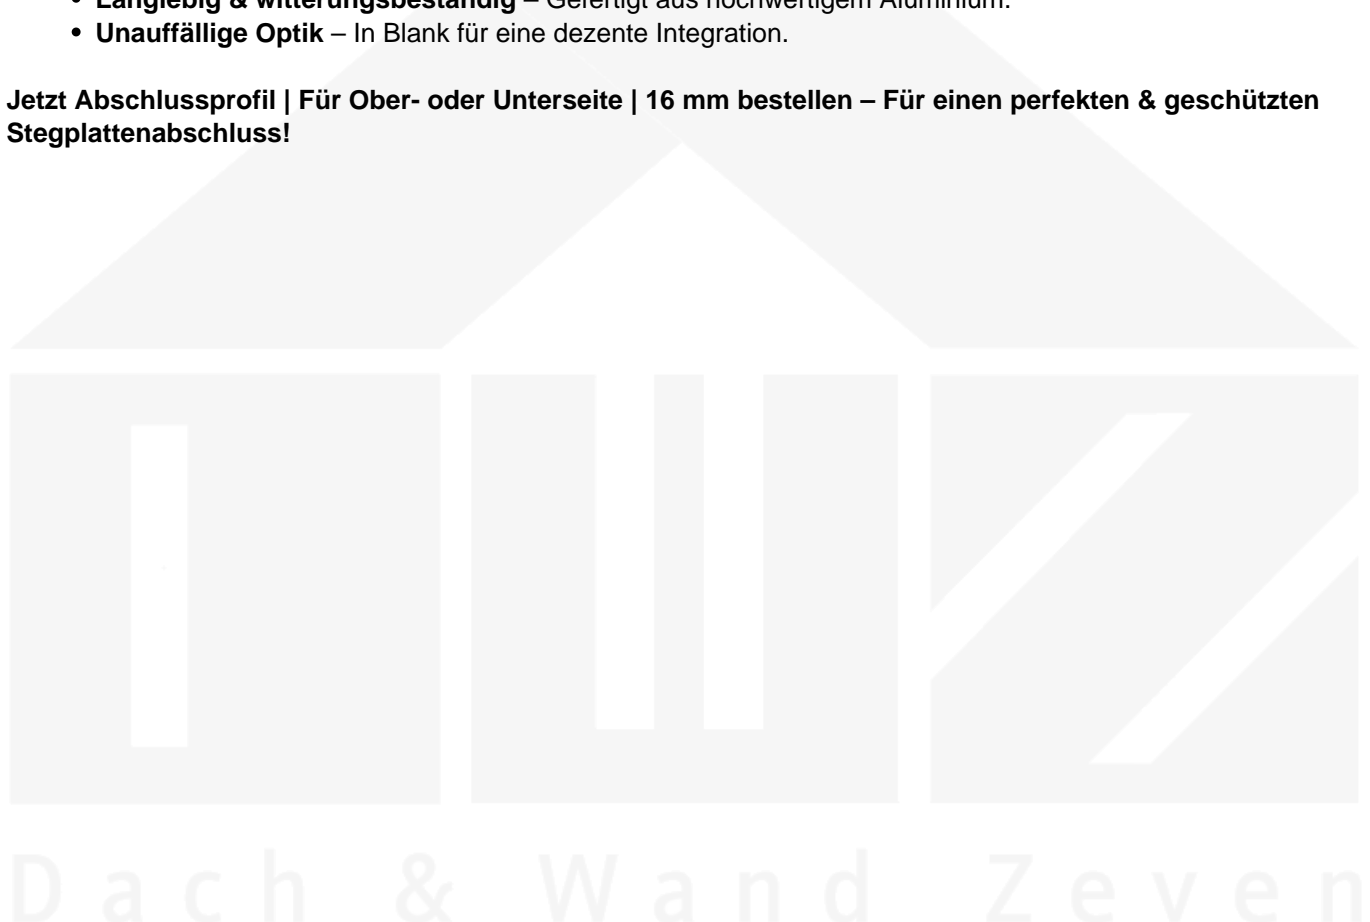 • Langlebig & witterungsbeständig – Gefertigt aus hochwertigem Aluminium.
• Unauffällige Optik – In Blank für eine dezente Integration.
Jetzt Abschlussprofil | Für Ober- oder Unterseite | 16 mm bestellen – Für einen perfekten & geschützten
Stegplattenabschluss!
Dach & Wand Zeven